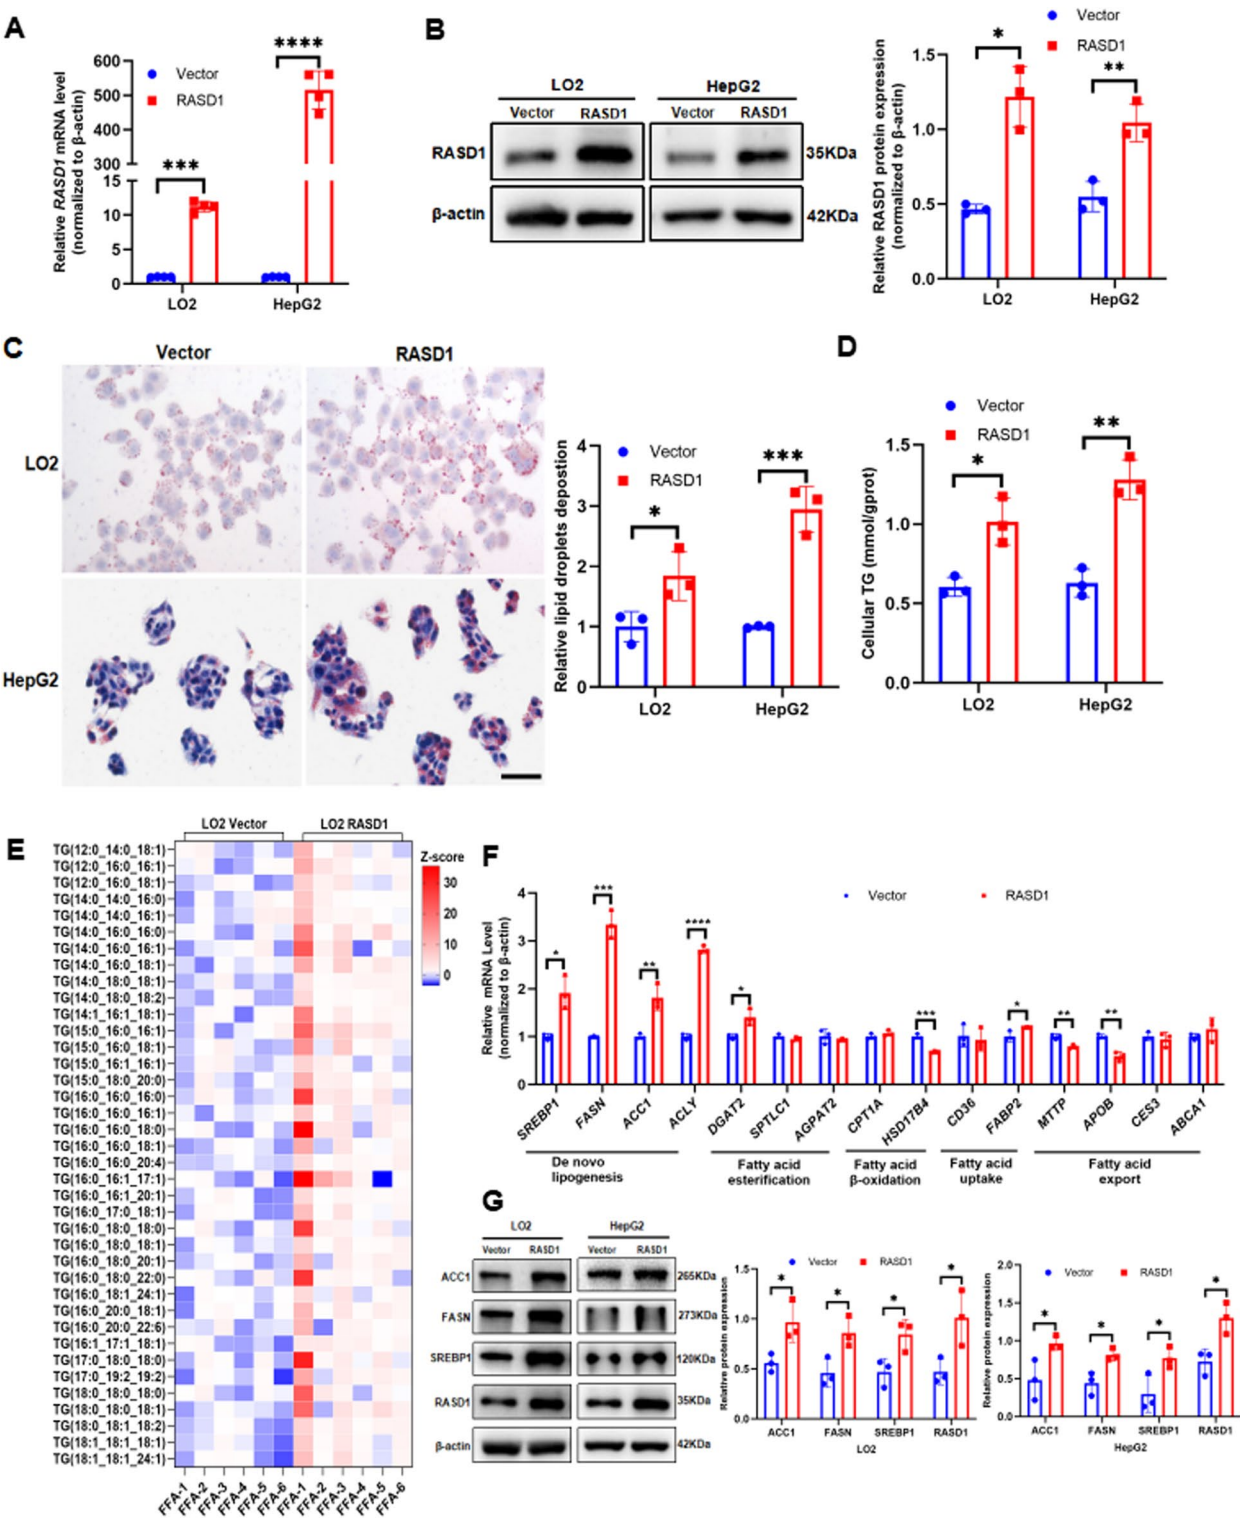 A
Relative RASD1 mRNA level
(normalized to β-actin)
600
500
400
300
15
10
5
0
Vector
RASD1
***
****
LO2
HepG2
B
LO2
HepG2
Vector
RASD1
Vector
RASD1
RASD1
35KDa
β-actin
42KDa
Relative RASD1 protein expression
(normalized to β-actin)
1.5
1.0
0.5
0.0
Vector
RASD1
*
**
LO2
HepG2
C
Vector
RASD1
LO2
HepG2
Relative lipid droplets depostion
4
3
2
1
0
Vector
RASD1
*
***
LO2
HepG2
D
Vector
RASD1
Cellular TG (mmol/gprot)
1.5
1.0
0.5
0.0
*
**
LO2
HepG2
E
LO2 Vector
LO2 RASD1
TG(12:0_14:0_18:1)
TG(12:0_16:0_16:1)
TG(12:0_16:0_18:1)
TG(14:0_14:0_16:0)
TG(14:0_14:0_16:1)
TG(14:0_16:0_16:0)
TG(14:0_16:0_16:1)
TG(14:0_16:0_18:1)
TG(14:0_18:0_18:1)
TG(14:0_18:0_18:2)
TG(14:1_16:1_18:1)
TG(15:0_16:0_16:1)
TG(15:0_16:0_18:1)
TG(15:0_16:1_16:1)
TG(15:0_18:0_20:0)
TG(16:0_16:0_16:0)
TG(16:0_16:0_16:1)
TG(16:0_16:0_18:0)
TG(16:0_16:0_18:1)
TG(16:0_16:0_20:4)
TG(16:0_16:1_17:1)
TG(16:0_16:1_20:1)
TG(16:0_17:0_18:1)
TG(16:0_18:0_18:0)
TG(16:0_18:0_18:1)
TG(16:0_18:0_20:1)
TG(16:0_18:0_22:0)
TG(16:0_18:1_24:1)
TG(16:0_20:0_18:1)
TG(16:0_20:0_22:6)
TG(16:1_17:1_18:1)
TG(17:0_18:0_18:0)
TG(17:0_19:2_19:2)
TG(18:0_18:0_18:0)
TG(18:0_18:0_18:1)
TG(18:0_18:1_18:2)
TG(18:1_18:1_18:1)
TG(18:1_18:1_24:1)
FFA-1
FFA-2
FFA-3
FFA-4
FFA-5
FFA-6
FFA-1
FFA-2
FFA-3
FFA-4
FFA-5
FFA-6
Z-score
30
20
10
0
F
Relative mRNA Level
(normalized to β-actin)
4
3
2
1
0
Vector
RASD1
*
***
**
****
*
***
*
**
**
SREBP1
FASN
ACC1
ACLY
DGAT2
SPTLC1
AGPAT2
CPT1A
HSD17B4
CD36
FABP2
MTTP
APOB
CES3
ABCA1
De novo
lipogenesis
Fatty acid
esterification
Fatty acid
β-oxidation
Fatty acid
uptake
Fatty acid
export
G
LO2
HepG2
Vector
RASD1
Vector
RASD1
ACC1
265KDa
FASN
273KDa
SREBP1
120KDa
RASD1
35KDa
β-actin
42KDa
Relative protein expression
1.5
1.0
0.5
0.0
Vector
RASD1
*
*
*
*
ACC1
FASN
SREBP1
RASD1
LO2
Relative protein expression
2.0
1.5
1.0
0.5
0.0
Vector
RASD1
*
*
*
*
ACC1
FASN
SREBP1
RASD1
HepG2